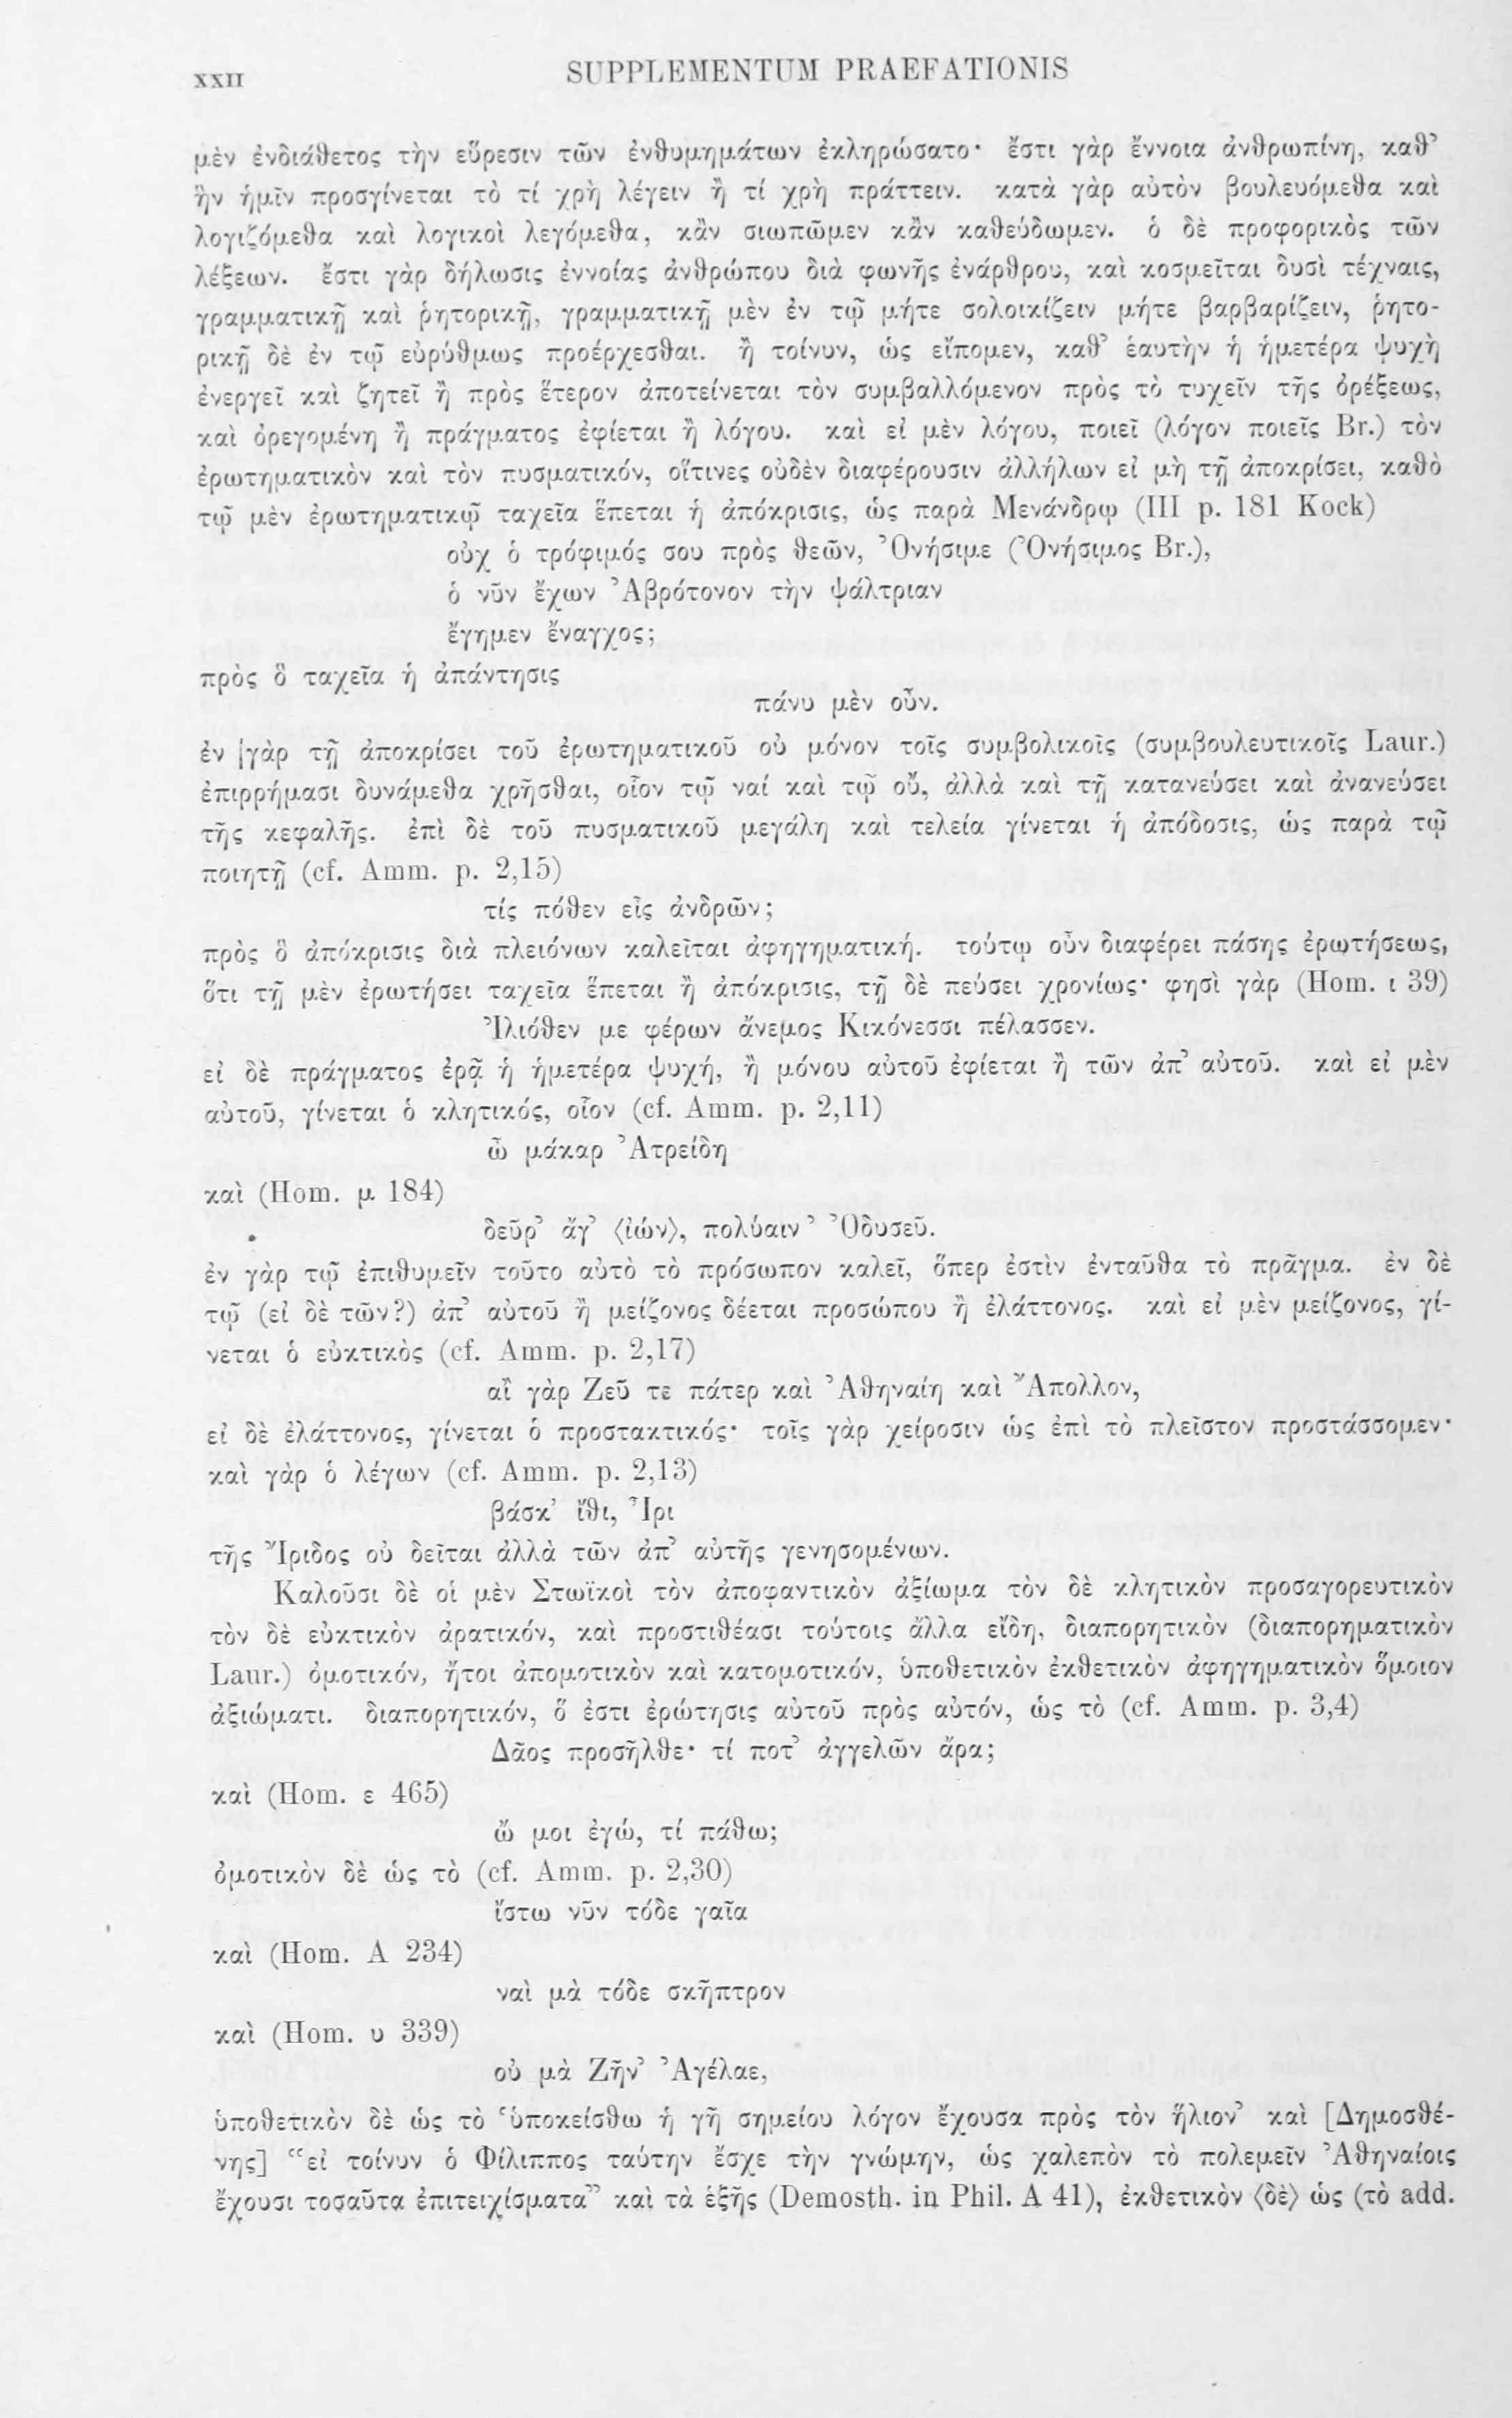 XXII SUPPLEMENTUM PRAEFATIONIS
μὲν ἐνδιάθετος τὴν εὕρεσιν τῶν ἐνθυμημάτων ἐκληρώσατο· ἔστι γὰρ ἔννοια ἀνθρωπίνη, καθ’
ἣν ἡμῖν προσγίνεται τὸ τί χρὴ λέγειν ἢ τί χρὴ πράττειν. κατὰ γὰρ αὐτὸν βουλευόμεθα καὶ
λογιζόμεθα καὶ λογικοὶ λεγόμεθα, κἂν σιωπῶμεν κἂν καθεύδωμεν. ὁ δὲ προφορικὸς τῶν
λέξεων. ἔστι γὰρ δήλωσις ἐννοίας ἀνθρώπου διὰ φωνῆς ἐνάρθρου, καὶ κοσμεῖται δυσὶ τέχναις,
γραμματικῇ καὶ ῥητορικῇ, γραμματικῇ μὲν ἐν τῷ μήτε σολοικίζειν μήτε βαρβαρίζειν, ῥητο-
ρικῇ δὲ ἐν τῷ εὐρύθμως προέρχεσθαι. ἢ τοίνυν, ὡς εἴπομεν, καθ’ ἑαυτὴν ἡ ἡμετέρα ψυχὴ
ἐνεργεῖ καὶ ζητεῖ ἢ πρὸς ἕτερον ἀποτείνεται τὸν συμβαλλόμενον πρὸς τὸ τυχεῖν τῆς ὀρέξεως,
καὶ ὀρεγομένη ἢ πράγματος ἐφίεται ἢ λόγου. καὶ εἰ μὲν λόγου, ποιεῖ (λόγον ποιεῖς Br.) τὸν
ἐρωτηματικὸν καὶ τὸν πυσματικόν, οἵτινες οὐδὲν διαφέρουσιν ἀλλήλων εἰ μὴ τῇ ἀποκρίσει, καθὸ
τῷ μὲν ἐρωτηματικῷ ταχεῖα ἕπεται ἡ ἀπόκρισις, ὡς παρὰ Μενάνδρῳ (III p. 181 Kock)
οὐχ ὁ τρόφιμός σου πρὸς θεῶν, Ὀνήσιμε (Ὀνήσιμος Br.),
ὁ νῦν ἔχων Ἀβρότονον τὴν ψάλτριαν
ἔγημεν ἔναγχος;
πρὸς ὃ ταχεῖα ἡ ἀπάντησις
πάνυ μὲν οὖν.
ἐν |γὰρ τῇ ἀποκρίσει τοῦ ἐρωτηματικοῦ οὐ μόνον τοῖς συμβολικοῖς (συμβουλευτικοῖς Laur.)
ἐπιρρήμασι δυνάμεθα χρῆσθαι, οἷον τῷ ναί καὶ τῷ οὔ, ἀλλὰ καὶ τῇ κατανεύσει καὶ ἀνανεύσει
τῆς κεφαλῆς. ἐπὶ δὲ τοῦ πυσματικοῦ μεγάλη καὶ τελεία γίνεται ἡ ἀπόδοσις, ὡς παρὰ τῷ
ποιητῇ (cf. Amm. p. 2,15)
τίς πόθεν εἶς ἀνδρῶν;
πρὸς ὃ ἀπόκρισις διὰ πλειόνων καλεῖται ἀφηγηματική. τούτῳ οὖν διαφέρει πάσης ἐρωτήσεως,
ὅτι τῇ μὲν ἐρωτήσει ταχεῖα ἕπεται ἢ ἀπόκρισις, τῇ δὲ πεύσει χρονίως· φησὶ γὰρ (Hom. ι 39)
Ἰλιόθεν με φέρων ἄνεμος Κικόνεσσι πέλασσεν.
εἰ δὲ πράγματος ἐρᾷ ἡ ἡμετέρα ψυχή, ἢ μόνου αὐτοῦ ἐφίεται ἢ τῶν ἀπ’ αὐτοῦ. καὶ εἰ μὲν
αὐτοῦ, γίνεται ὁ κλητικός, οἷον (cf. Amm. p. 2,11)
ὦ μάκαρ Ἀτρείδη
καὶ (Hom. μ 184)
δεῦρ’ ἄγ’ ⟨ἰών⟩, πολύαιν’ Ὀδυσεῦ.
ἐν γὰρ τῷ ἐπιθυμεῖν τοῦτο αὐτὸ τὸ πρόσωπον καλεῖ, ὅπερ ἐστὶν ἐνταῦθα τὸ πρᾶγμα. ἐν δὲ
τῷ (εἰ δὲ τῶν?) ἀπ’ αὐτοῦ ἢ μείζονος δέεται προσώπου ἢ ἐλάττονος. καὶ εἰ μὲν μείζονος, γί-
νεται ὁ εὐκτικὸς (cf. Amm. p. 2,17)
αἲ γὰρ Ζεῦ τε πάτερ καὶ Ἀθηναίη καὶ Ἄπολλον,
εἰ δὲ ἐλάττονος, γίνεται ὁ προστακτικός· τοῖς γὰρ χείροσιν ὡς ἐπὶ τὸ πλεῖστον προστάσσομεν·
καὶ γὰρ ὁ λέγων (cf. Amm. p. 2,13)
βάσκ’ ἴθι, Ἶρι
τῆς Ἴριδος οὐ δεῖται ἀλλὰ τῶν ἀπ’ αὐτῆς γενησομένων.
Καλοῦσι δὲ οἱ μὲν Στωϊκοὶ τὸν ἀποφαντικὸν ἀξίωμα τὸν δὲ κλητικὸν προσαγορευτικὸν
τὸν δὲ εὐκτικὸν ἀρατικόν, καὶ προστιθέασι τούτοις ἄλλα εἴδη, διαπορητικὸν (διαπορηματικὸν
Laur.) ὀμοτικόν, ἤτοι ἀπομοτικὸν καὶ κατομοτικόν, ὑποθετικὸν ἐκθετικὸν ἀφηγηματικὸν ὅμοιον
ἀξιώματι. διαπορητικόν, ὅ ἐστι ἐρώτησις αὐτοῦ πρὸς αὐτόν, ὡς τὸ (cf. Amm. p. 3,4)
Δᾶος προσῆλθε· τί ποτ’ ἀγγελῶν ἄρα;
καὶ (Hom. ε 465)
ὤ μοι ἐγώ, τί πάθω;
ὀμοτικὸν δὲ ὡς τὸ (cf. Amm. p. 2,30)
ἴστω νῦν τόδε γαῖα
καὶ (Hom. A 234)
ναὶ μὰ τόδε σκῆπτρον
καὶ (Hom. υ 339)
οὐ μὰ Ζῆν’ Ἀγέλαε,
ὑποθετικὸν δὲ ὡς τὸ ‘ὑποκείσθω ἡ γῆ σημείου λόγον ἔχουσα πρὸς τὸν ἥλιον’ καὶ [Δημοσθέ-
νης] “εἰ τοίνυν ὁ Φίλιππος ταύτην ἔσχε τὴν γνώμην, ὡς χαλεπὸν τὸ πολεμεῖν Ἀθηναίοις
ἔχουσι τοσαῦτα ἐπιτειχίσματα” καὶ τὰ ἑξῆς (Demosth. in Phil. A 41), ἐκθετικὸν ⟨δὲ⟩ ὡς (τὸ add.